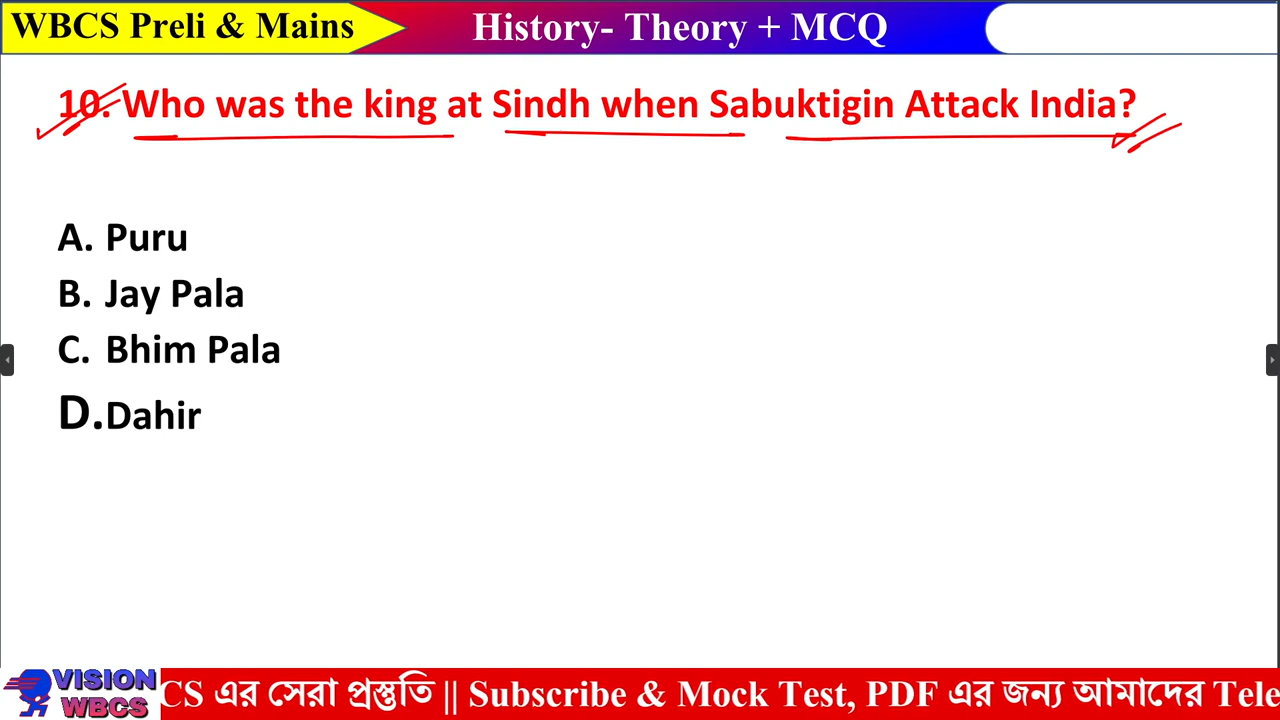 WBCS Preli & Mains
History- Theory + MCQ
10. Who was the king at Sindh when Sabuktigin Attack India?
A. Puru
B. Jay Pala
C. Bhim Pala
D.Dahir
VISION
WBCS
CS এর সেরা প্রস্তুতি || Subscribe & Mock Test, PDF এর জন্য আমাদের Tele